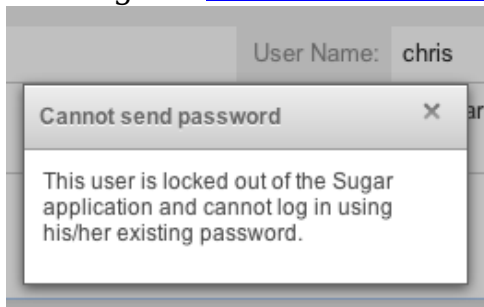 User Name: chris
Cannot send password
This user is locked out of the Sugar
application and cannot log in using
his/her existing password.